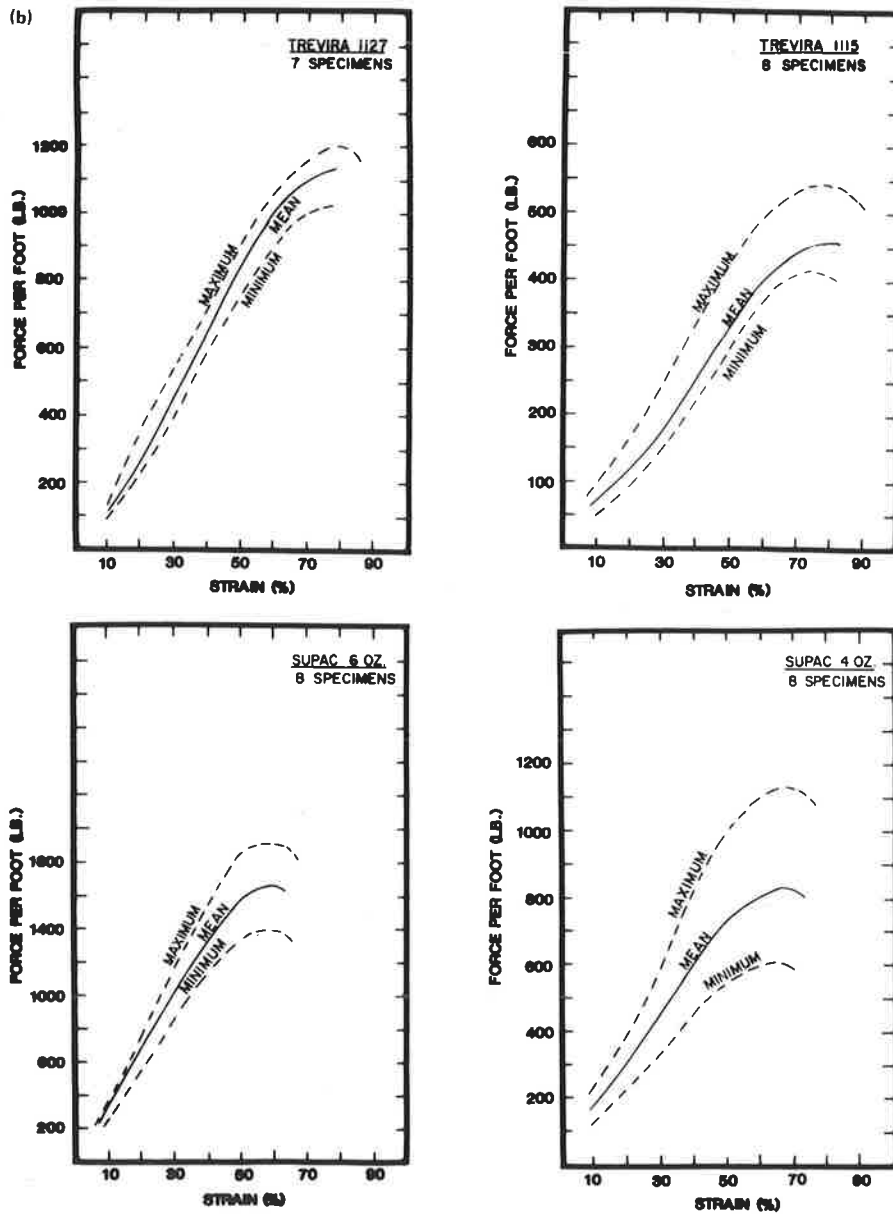 (b)
TREVIRA 1127
7 SPECIMENS
FORCE PER FOOT (LB.)
1200
1000
800
600
400
200
MAXIMUM
MEAN
MINIMUM
10 30 50 70 90
STRAIN (%)
TREVIRA 1115
8 SPECIMENS
FORCE PER FOOT (LB.)
600
500
400
300
200
100
MAXIMUM
MEAN
MINIMUM
10 30 50 70 90
STRAIN (%)
SUPAC 6 OZ.
8 SPECIMENS
FORCE PER FOOT (LB.)
1800
1400
1000
600
200
MAXIMUM
MEAN
MINIMUM
10 30 50 70 90
STRAIN (%)
SUPAC 4 OZ.
8 SPECIMENS
FORCE PER FOOT (LB.)
1200
1000
800
600
400
200
MAXIMUM
MEAN
MINIMUM
10 30 50 70 90
STRAIN (%)